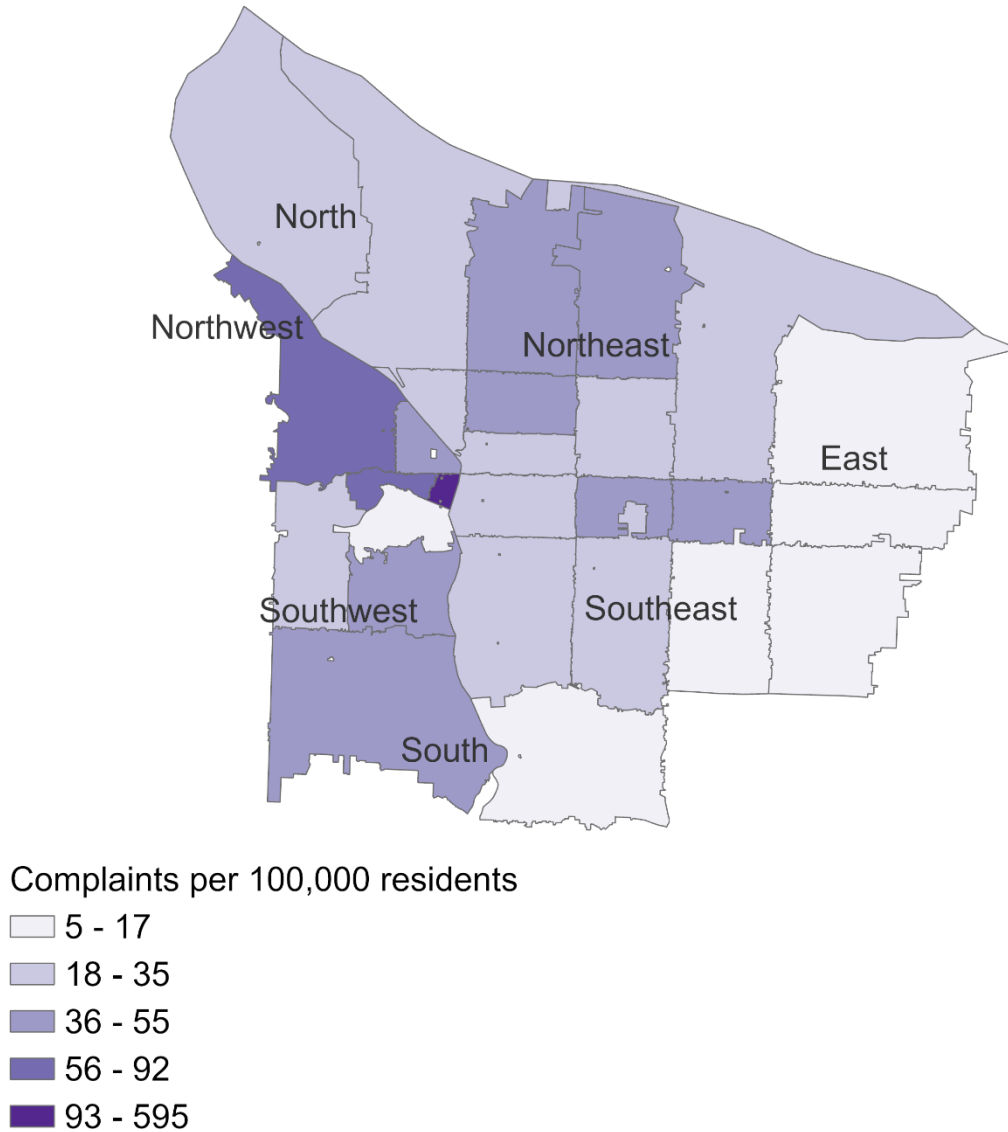 North
Northwest
Northeast
East
Southwest
Southeast
South
Complaints per 100,000 residents
5 - 17
18 - 35
36 - 55
56 - 92
93 - 595